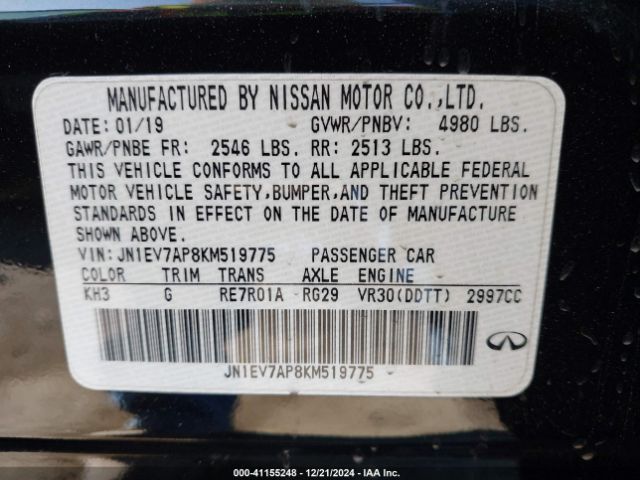 MANUFACTURED BY NISSAN MOTOR CO.,LTD.
DATE: 01/19 GVWR/PNBV: 4980 LBS.
GAWR/PNBE FR: 2546 LBS. RR: 2513 LBS.
THIS VEHICLE CONFORMS TO ALL APPLICABLE FEDERAL
MOTOR VEHICLE SAFETY,BUMPER,AND THEFT PREVENTION
STANDARDS IN EFFECT ON THE DATE OF MANUFACTURE
SHOWN ABOVE.
VIN: JN1EV7AP8KM519775 PASSENGER CAR
COLOR TRIM TRANS AXLE ENGINE
KH3 G RE7R01A RG29 VR30(DDTT) 2997CC
JN1EV7AP8KM519775
000-41155248 - 12/21/2024 - IAA Inc.